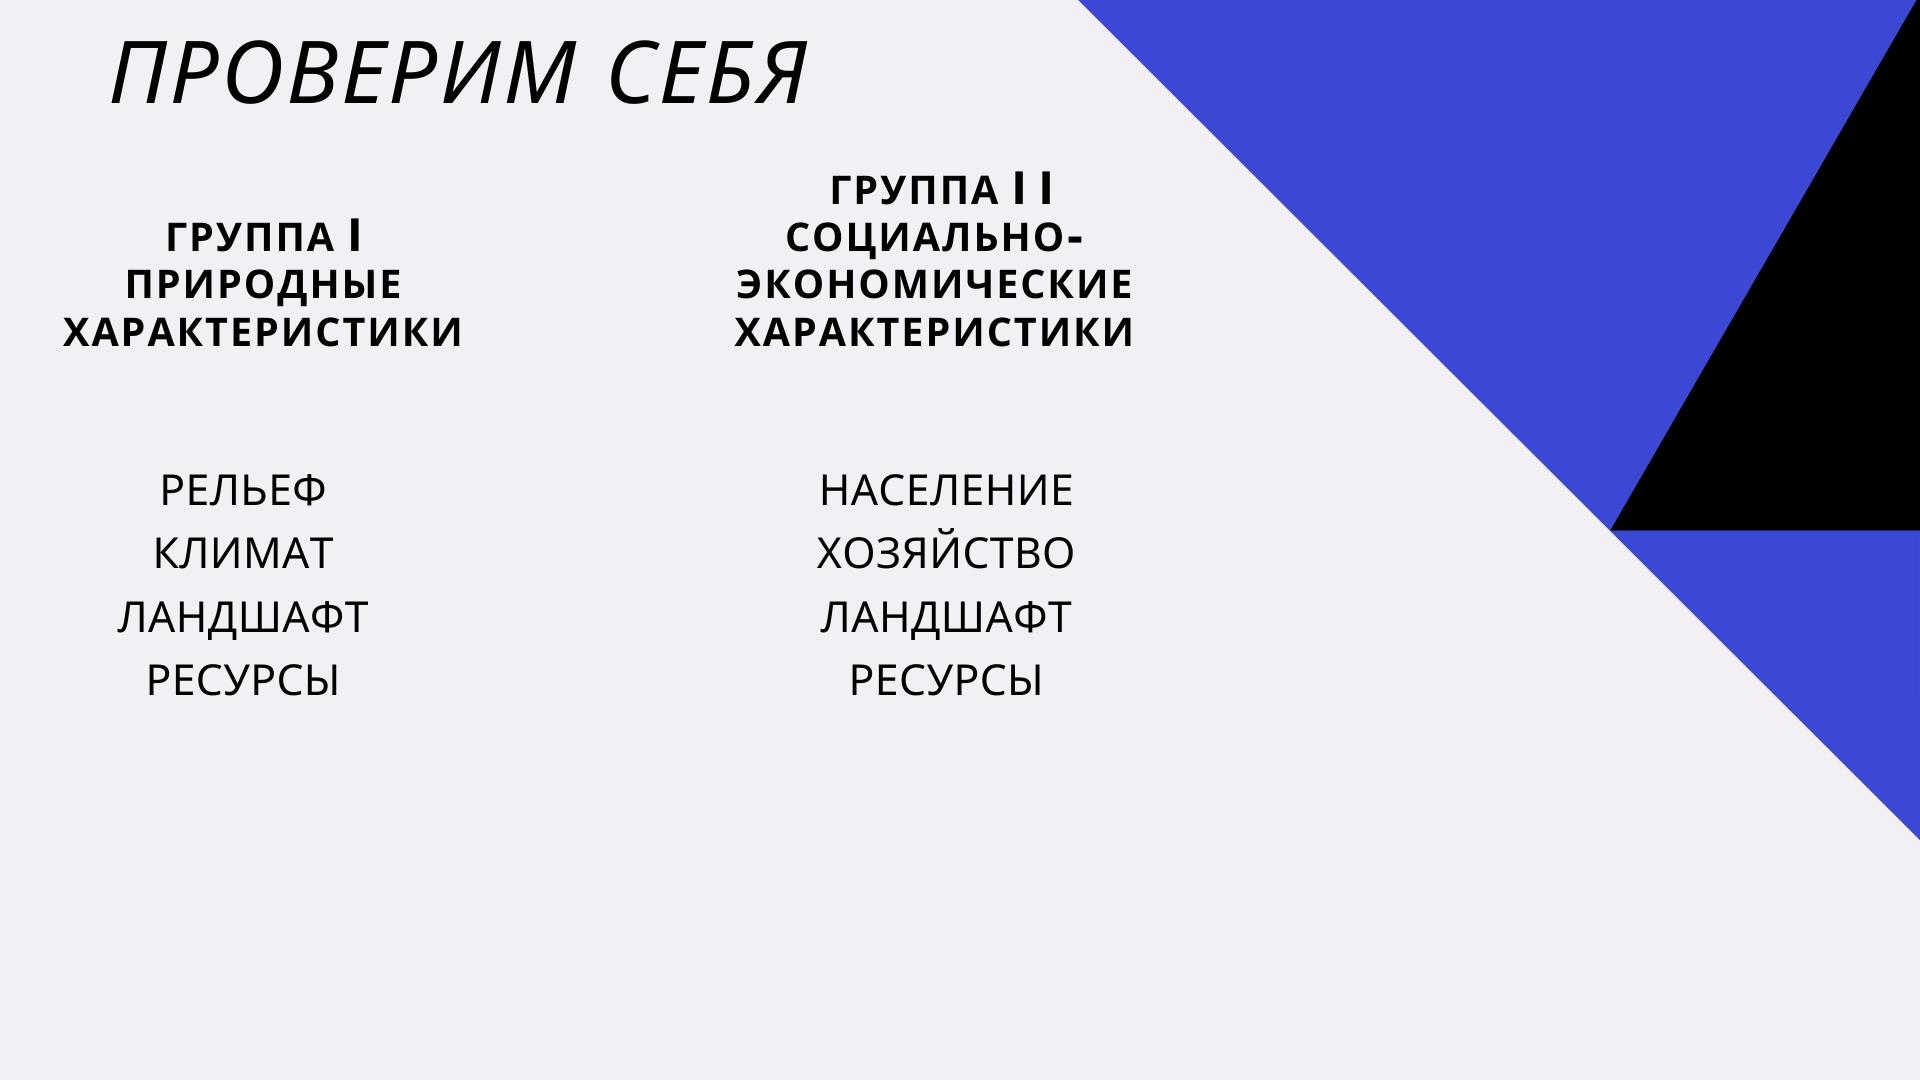 ПРОВЕРИМ СЕБЯ
ГРУППА I
ПРИРОДНЫЕ
ХАРАКТЕРИСТИКИ
РЕЛЬЕФ
КЛИМАТ
ЛАНДШАФТ
РЕСУРСЫ
ГРУППА I I
СОЦИАЛЬНО-
ЭКОНОМИЧЕСКИЕ
ХАРАКТЕРИСТИКИ
НАСЕЛЕНИЕ
ХОЗЯЙСТВО
ЛАНДШАФТ
РЕСУРСЫ